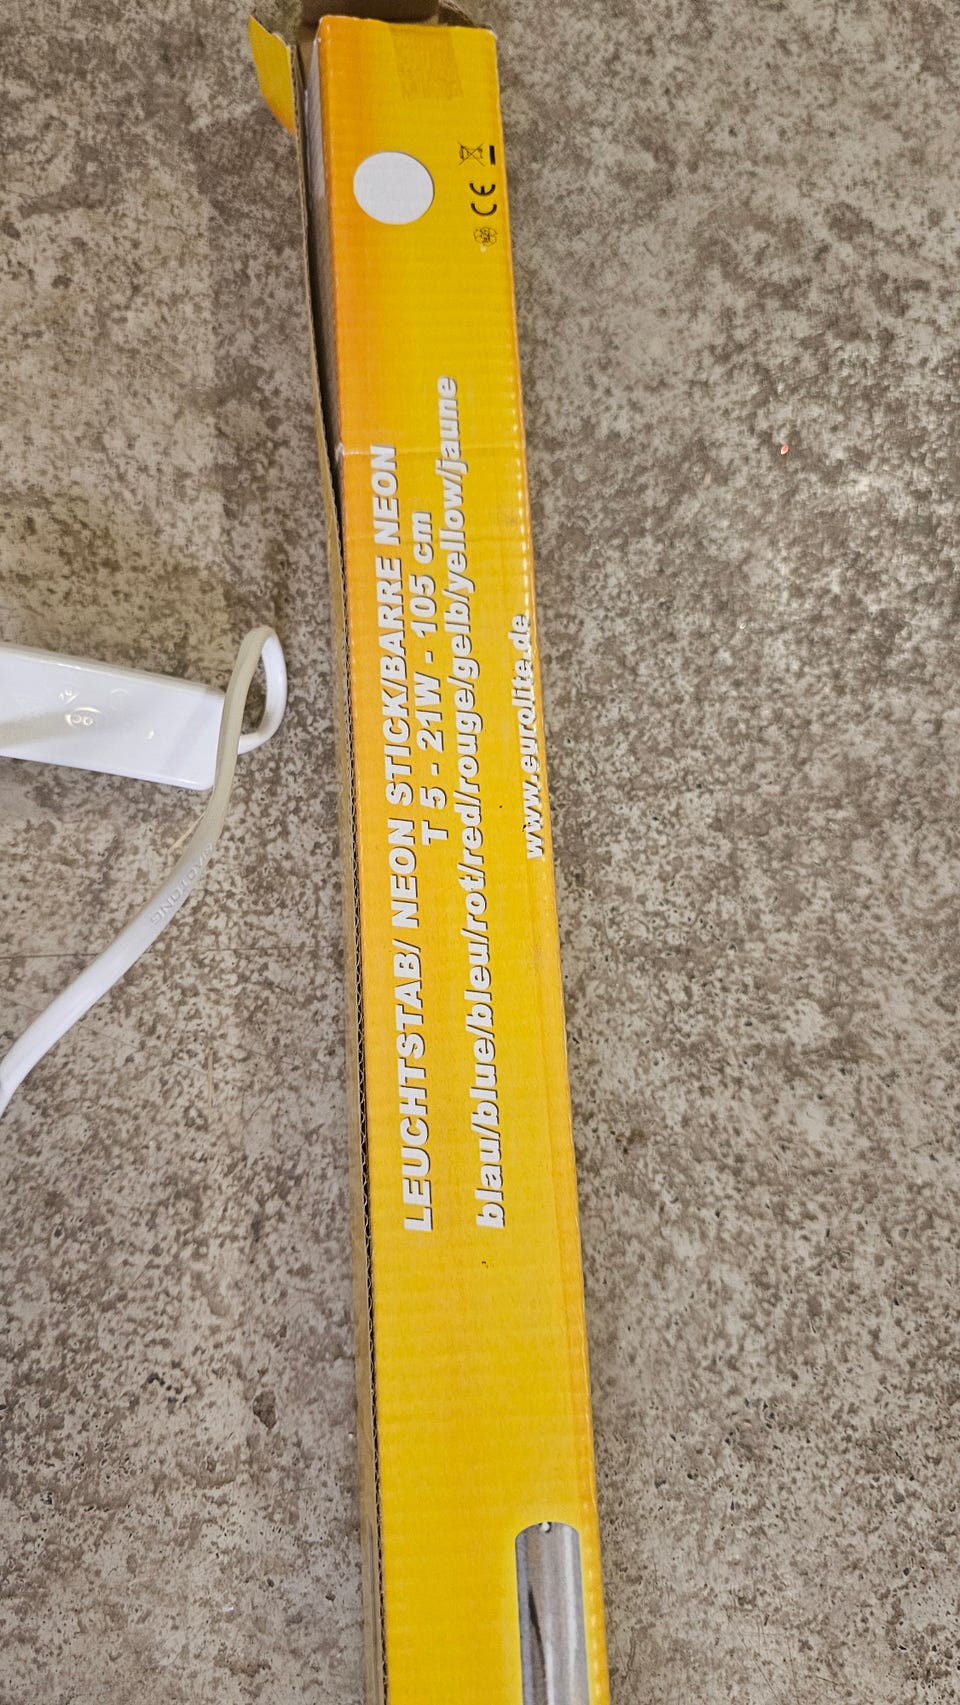 LEUCHTSTAB/ NEON STICK/BARRE NEON
T 5 - 21W - 105 cm
blau/blue/bleu/rot/red/rouge/gelb/yellow/jaune
www.eurolite.de
CE